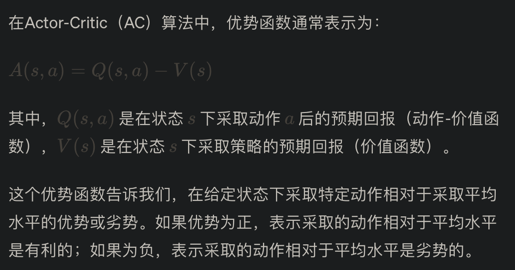 在Actor-Critic（AC）算法中，优势函数通常表示为：
A(s, a) = Q(s, a) − V(s)
其中，Q(s, a) 是在状态 s 下采取动作 a 后的预期回报（动作-价值函
数），V(s) 是在状态 s 下采取策略的预期回报（价值函数）。
这个优势函数告诉我们，在给定状态下采取特定动作相对于采取平均
水平的优势或劣势。如果优势为正，表示采取的动作相对于平均水平
是有利的；如果为负，表示采取的动作相对于平均水平是劣势的。